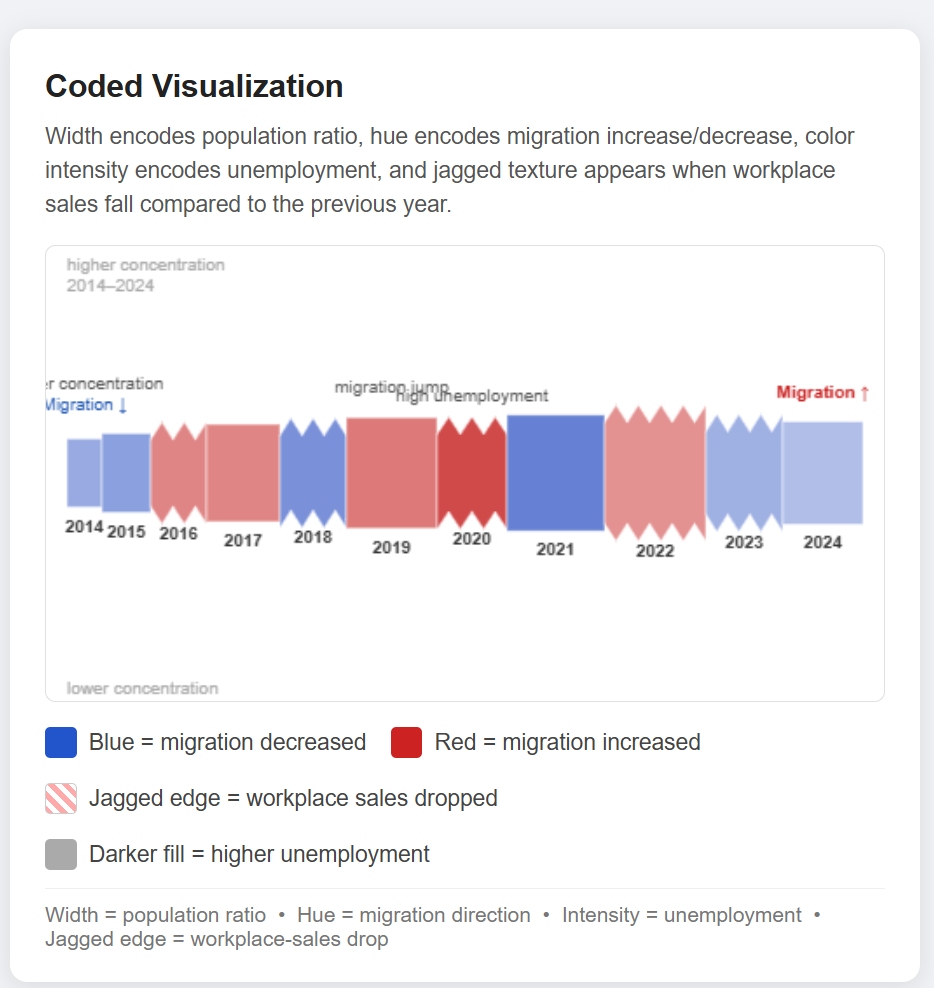 Coded Visualization
Width encodes population ratio, hue encodes migration increase/decrease, color
intensity encodes unemployment, and jagged texture appears when workplace
sales fall compared to the previous year.
higher concentration
2014–2024
er concentration
Migration ↓
migration jump
high unemployment
Migration ↑
2014 2015 2016 2017 2018 2019 2020 2021 2022 2023 2024
lower concentration
Blue = migration decreased Red = migration increased
Jagged edge = workplace sales dropped
Darker fill = higher unemployment
Width = population ratio • Hue = migration direction • Intensity = unemployment •
Jagged edge = workplace-sales drop